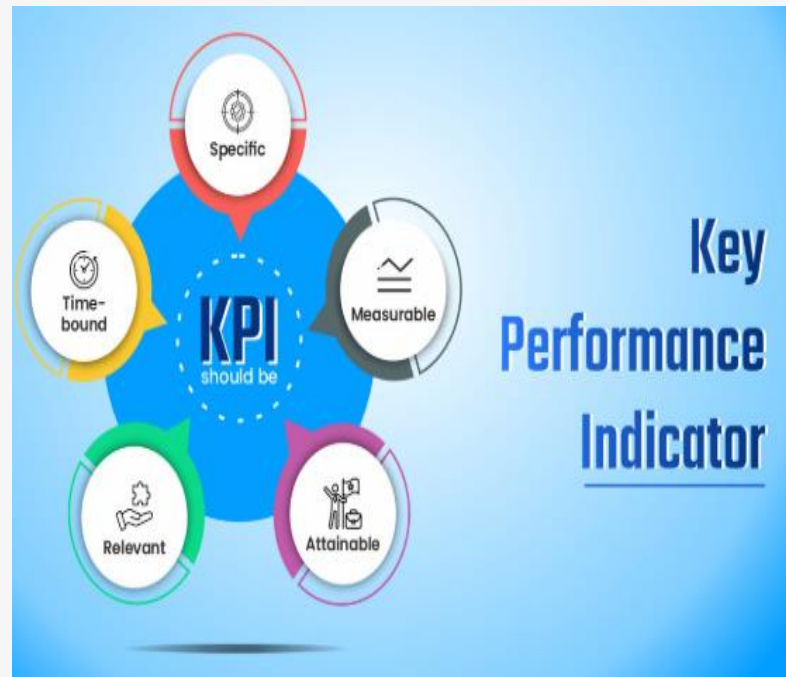 Specific
Time-
bound
KPI
should be
Measurable
Relevant
Attainable
Key
Performance
Indicator